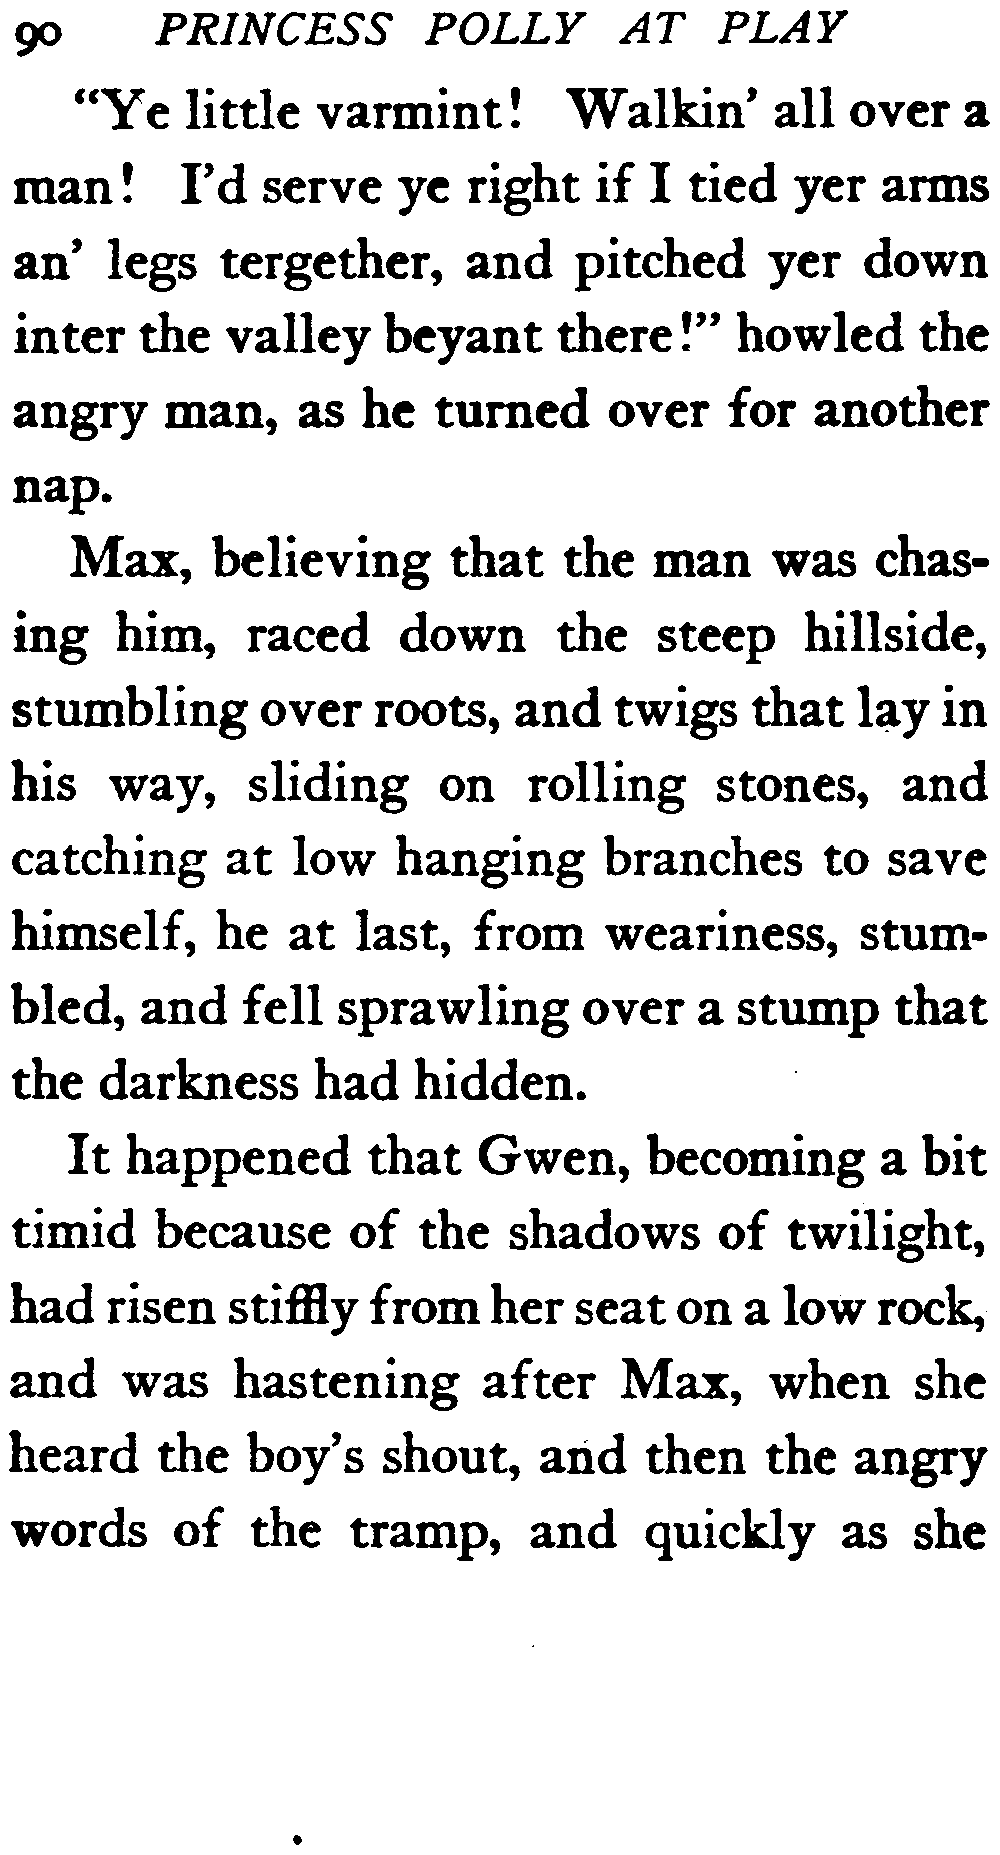 90 PRINCESS POLLY AT PLAY
“Ye little varmint! Walkin’ all over a
man! I’d serve ye right if I tied yer arms
an’ legs tergether, and pitched yer down
inter the valley beyant there!” howled the
angry man, as he turned over for another
nap.
Max, believing that the man was chas-
ing him, raced down the steep hillside,
stumbling over roots, and twigs that lay in
his way, sliding on rolling stones, and
catching at low hanging branches to save
himself, he at last, from weariness, stum-
bled, and fell sprawling over a stump that
the darkness had hidden.
It happened that Gwen, becoming a bit
timid because of the shadows of twilight,
had risen stiffly from her seat on a low rock,
and was hastening after Max, when she
heard the boy’s shout, and then the angry
words of the tramp, and quickly as she